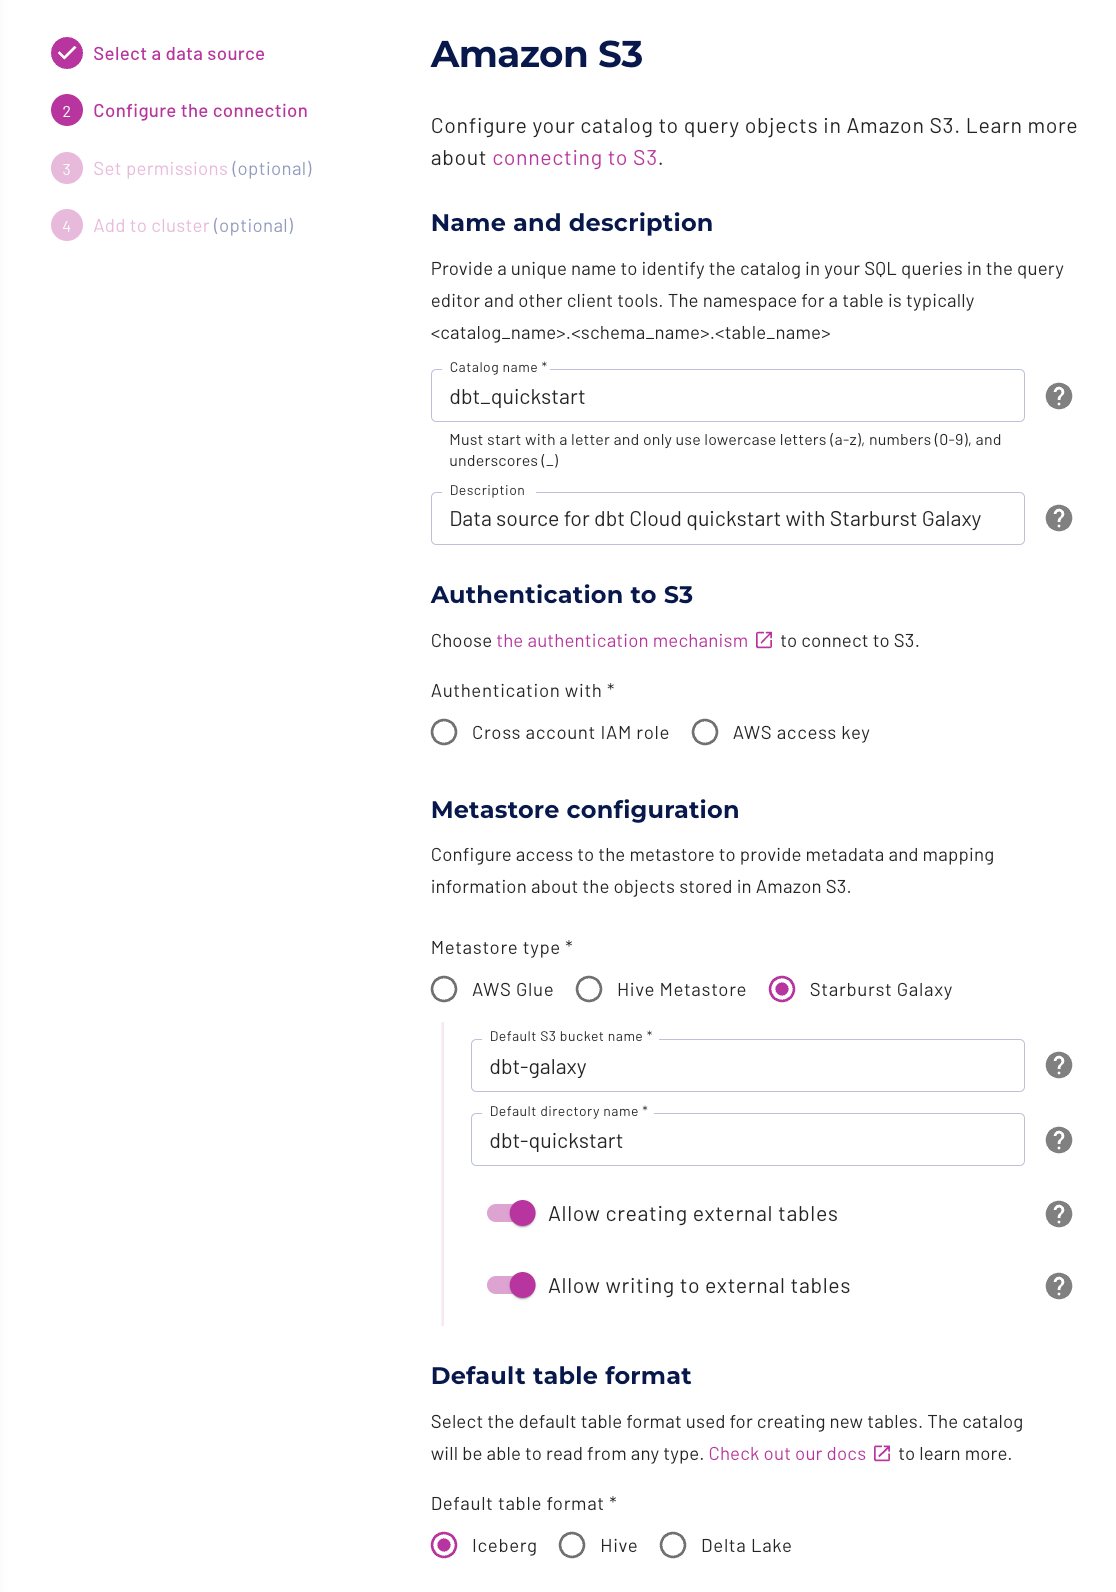 Select a data source
2 Configure the connection
3 Set permissions (optional)
4 Add to cluster (optional)
Amazon S3
Configure your catalog to query objects in Amazon S3. Learn more
about connecting to S3.
Name and description
Provide a unique name to identify the catalog in your SQL queries in the query
editor and other client tools. The namespace for a table is typically
<catalog_name>.<schema_name>.<table_name>
Catalog name *
dbt_quickstart
?
Must start with a letter and only use lowercase letters (a-z), numbers (0-9), and
underscores (_)
Description
Data source for dbt Cloud quickstart with Starburst Galaxy
?
Authentication to S3
Choose the authentication mechanism to connect to S3.
Authentication with *
Cross account IAM role AWS access key
Metastore configuration
Configure access to the metastore to provide metadata and mapping
information about the objects stored in Amazon S3.
Metastore type *
AWS Glue Hive Metastore Starburst Galaxy
Default S3 bucket name *
dbt-galaxy
?
Default directory name *
dbt-quickstart
?
Allow creating external tables
?
Allow writing to external tables
?
Default table format
Select the default table format used for creating new tables. The catalog
will be able to read from any type. Check out our docs to learn more.
Default table format *
Iceberg Hive Delta Lake